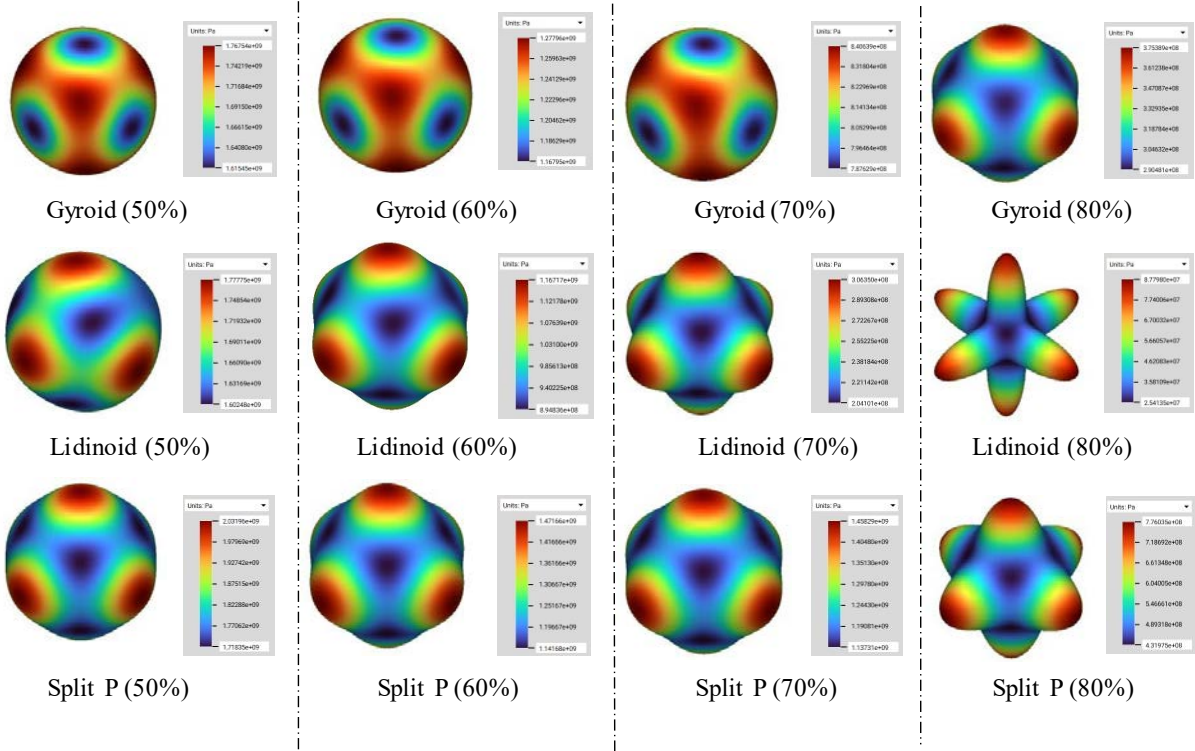 Units: Pa
1.76754e+09
1.74219e+09
1.71684e+09
1.69150e+09
1.66615e+09
1.64080e+09
1.61545e+09
Gyroid (50%)
Units: Pa
1.27796e+09
1.25963e+09
1.24129e+09
1.22296e+09
1.20462e+09
1.18629e+09
1.16795e+09
Gyroid (60%)
Units: Pa
8.40639e+08
8.31804e+08
8.22969e+08
8.14134e+08
8.05299e+08
7.96464e+08
7.87629e+08
Gyroid (70%)
Units: Pa
3.75389e+08
3.61238e+08
3.47087e+08
3.32935e+08
3.18784e+08
3.04632e+08
2.90481e+08
Gyroid (80%)
Units: Pa
1.77775e+09
1.74854e+09
1.71932e+09
1.69011e+09
1.66090e+09
1.63169e+09
1.60248e+09
Lidinoid (50%)
Units: Pa
1.16717e+09
1.12178e+09
1.07639e+09
1.03100e+09
9.85613e+08
9.40225e+08
8.94836e+08
Lidinoid (60%)
Units: Pa
3.06350e+08
2.89308e+08
2.72267e+08
2.55225e+08
2.38184e+08
2.21142e+08
2.04101e+08
Lidinoid (70%)
Units: Pa
8.77980e+07
7.74006e+07
6.70032e+07
5.66057e+07
4.62083e+07
3.58109e+07
2.54135e+07
Lidinoid (80%)
Units: Pa
2.03196e+09
1.97969e+09
1.92742e+09
1.87515e+09
1.82288e+09
1.77062e+09
1.71835e+09
Split P (50%)
Units: Pa
1.47166e+09
1.41666e+09
1.36166e+09
1.30667e+09
1.25167e+09
1.19667e+09
1.14168e+09
Split P (60%)
Units: Pa
1.45829e+09
1.40480e+09
1.35130e+09
1.29780e+09
1.24430e+09
1.19081e+09
1.13731e+09
Split P (70%)
Units: Pa
7.76035e+08
7.18692e+08
6.61348e+08
6.04005e+08
5.46661e+08
4.89318e+08
4.31975e+08
Split P (80%)